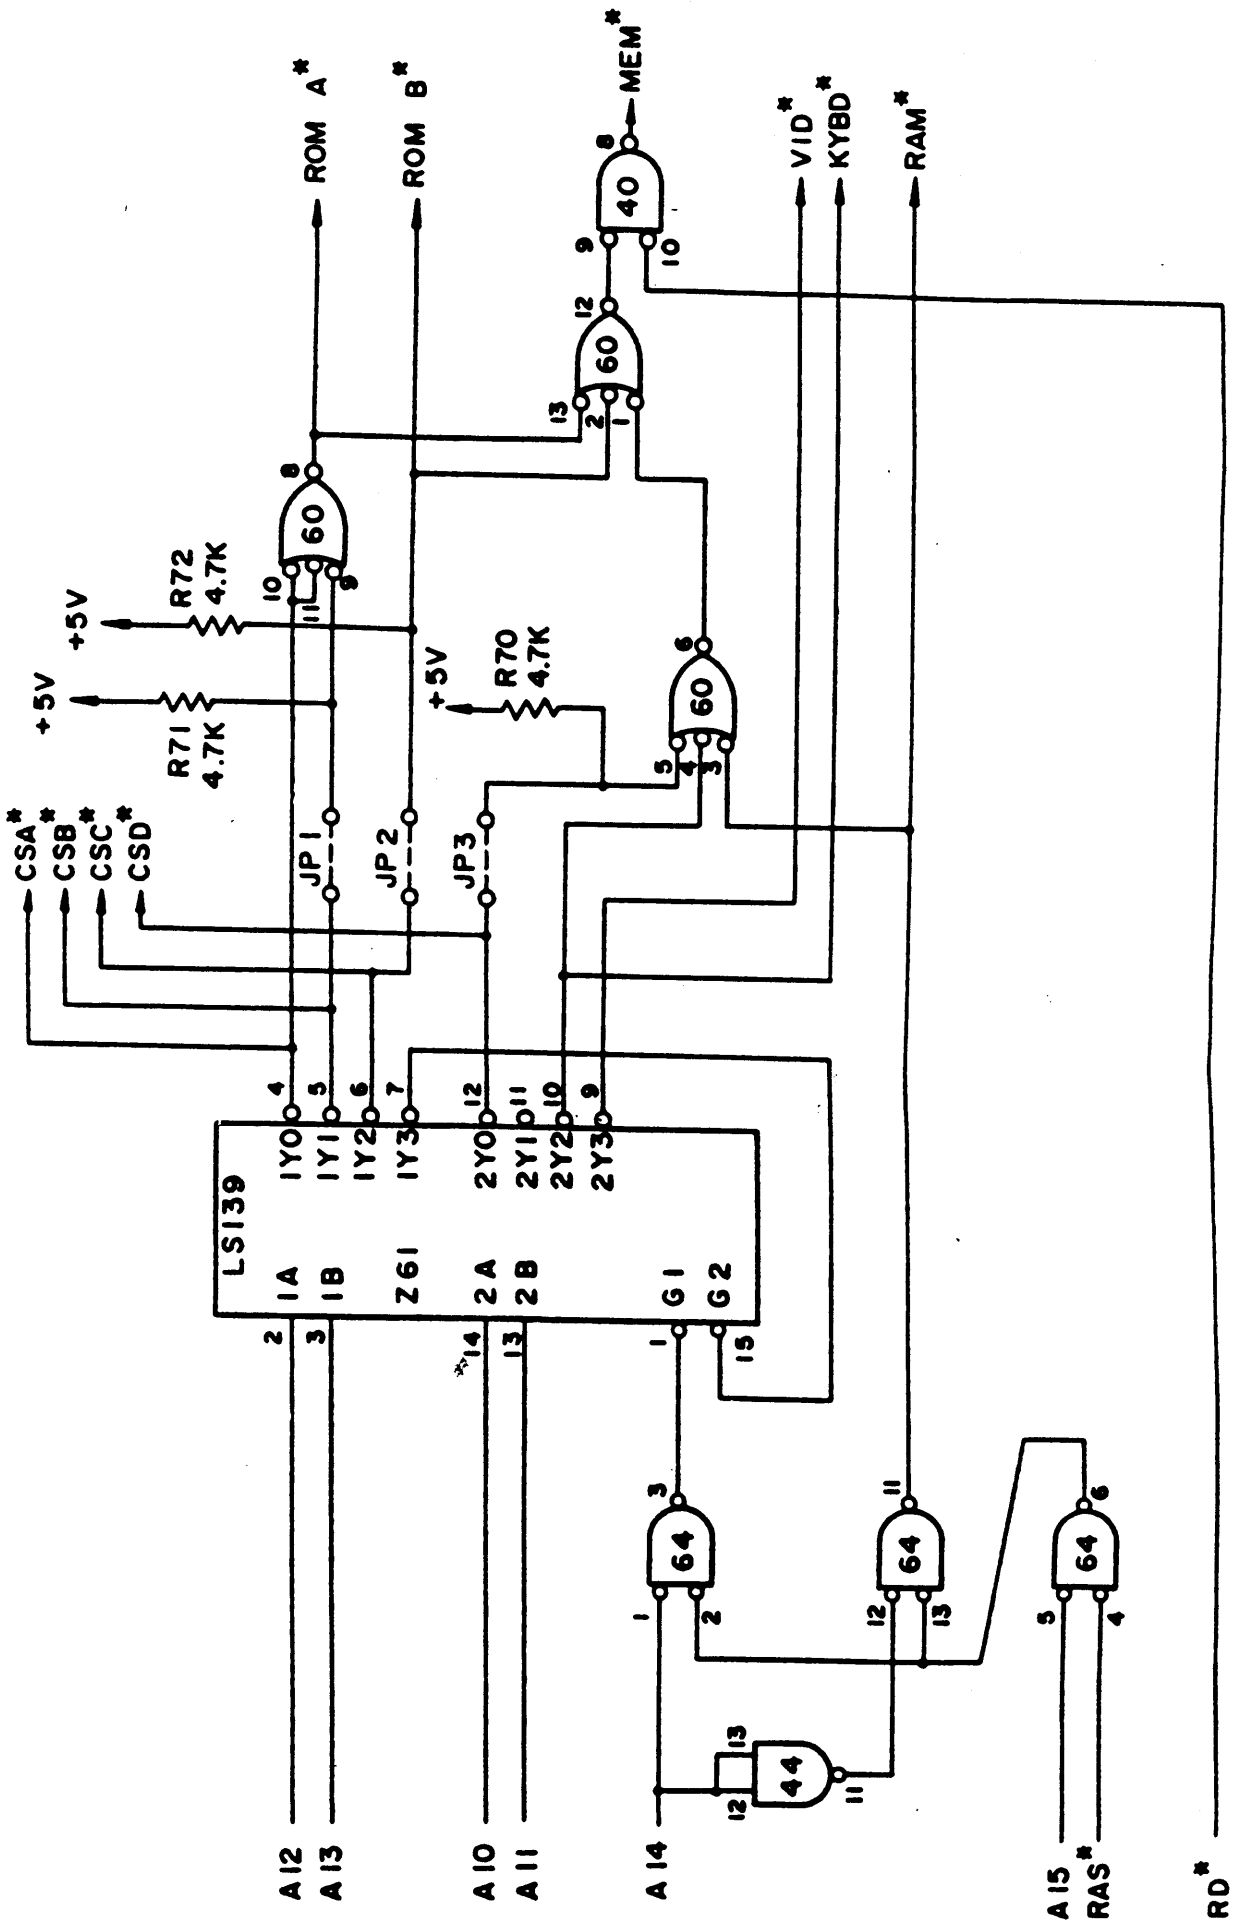 CSA*
CSB*
CSC*
CSD*
+5V
+5V
R71
4.7K
R72
4.7K
ROM A*
ROM B*
LS139
A12
2
1A
1Y0
4
10
11
60
8
A13
3
1B
1Y1
5
JP1
9
1Y2
6
JP2
Z61
1Y3
7
+5V
R70
4.7K
A10
14
2A
2Y0
12
JP3
A11
13
2B
2Y1
11
2Y2
10
2Y3
9
13
2
1
60
12
9
10
40
8
MEM*
G1
1
G2
15
5
4
3
60
6
A14
1
2
64
3
12
13
44
11
VID*
KYBD*
RAM*
12
13
64
11
A15
RAS*
5
4
64
6
RD*